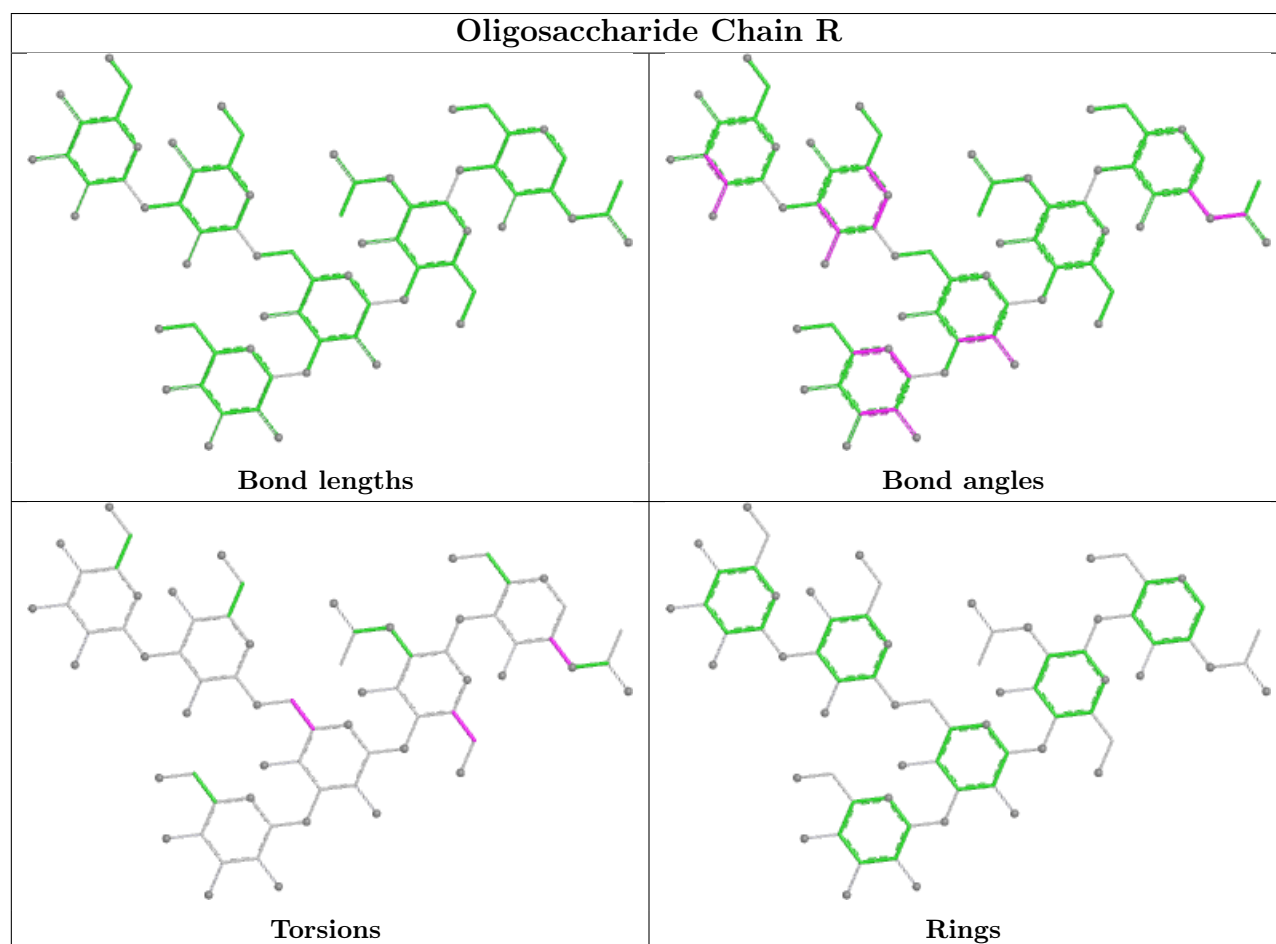 Oligosaccharide Chain R
Bond lengths
Bond angles
Torsions
Rings